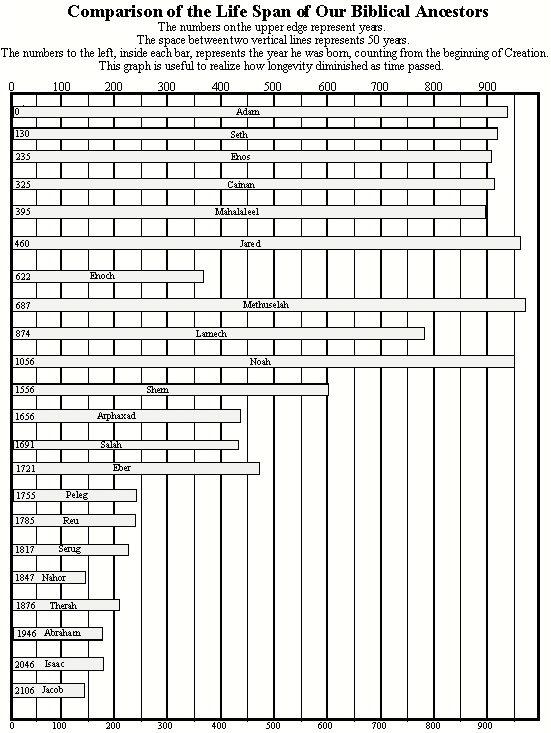 Comparison of the Life Span of Our Biblical Ancestors
The numbers on the upper edge represent years.
The space between two vertical lines represents 50 years.
The numbers to the left, inside each bar, represents the year he was born, counting from the beginning of Creation.
This graph is useful to realize how longevity diminished as time passed.
0 100 200 300 400 500 600 700 800 900
0 Adam
130 Seth
235 Enos
325 Cainan
395 Mahalaleel
460 Jared
622 Enoch
687 Methuselah
874 Lamech
1056 Noah
1556 Shem
1656 Arphaxad
1691 Salah
1721 Eber
1755 Peleg
1785 Reu
1817 Serug
1847 Nahor
1876 Therah
1946 Abraham
2046 Isaac
2106 Jacob
0 100 200 300 400 500 600 700 800 900